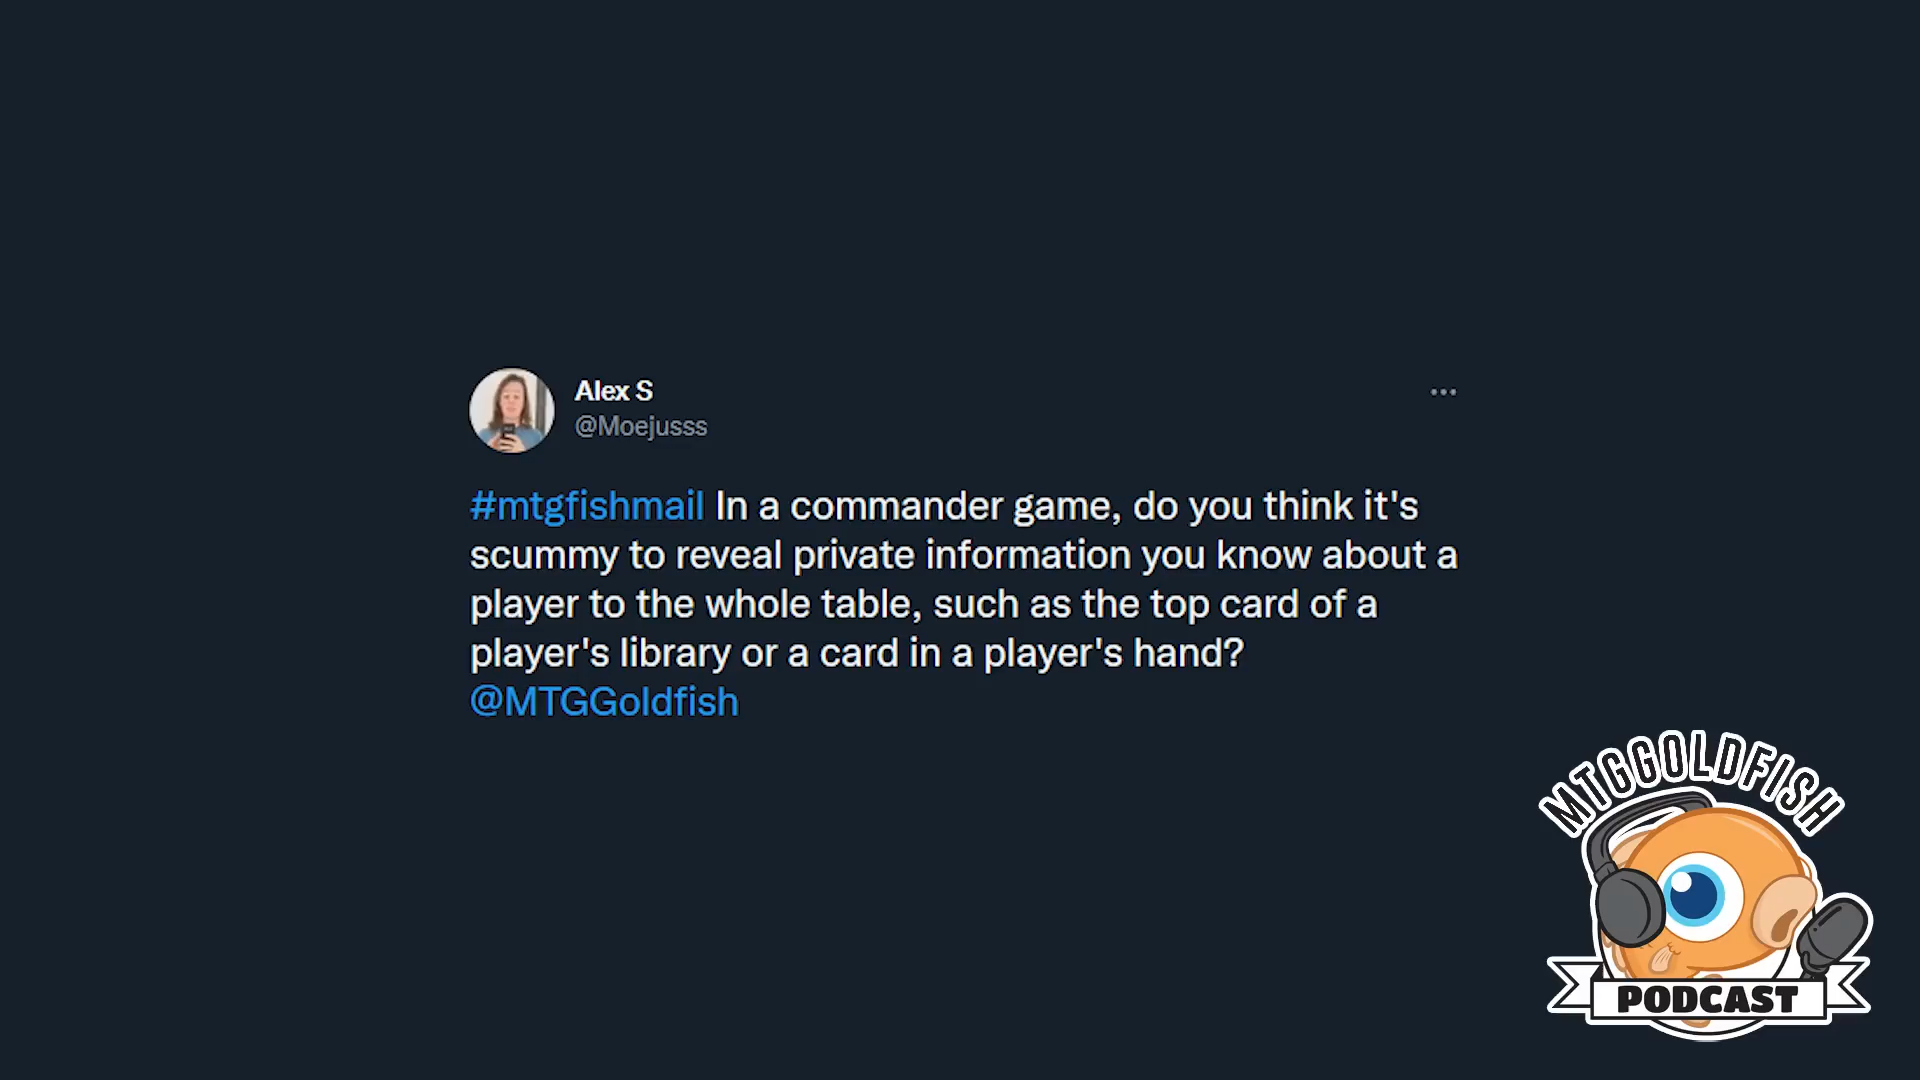 Alex S
@Moejusss
#mtgfishmail In a commander game, do you think it's
scummy to reveal private information you know about a
player to the whole table, such as the top card of a
player's library or a card in a player's hand?
@MTGGoldfish
MTGGOLDFISH
PODCAST